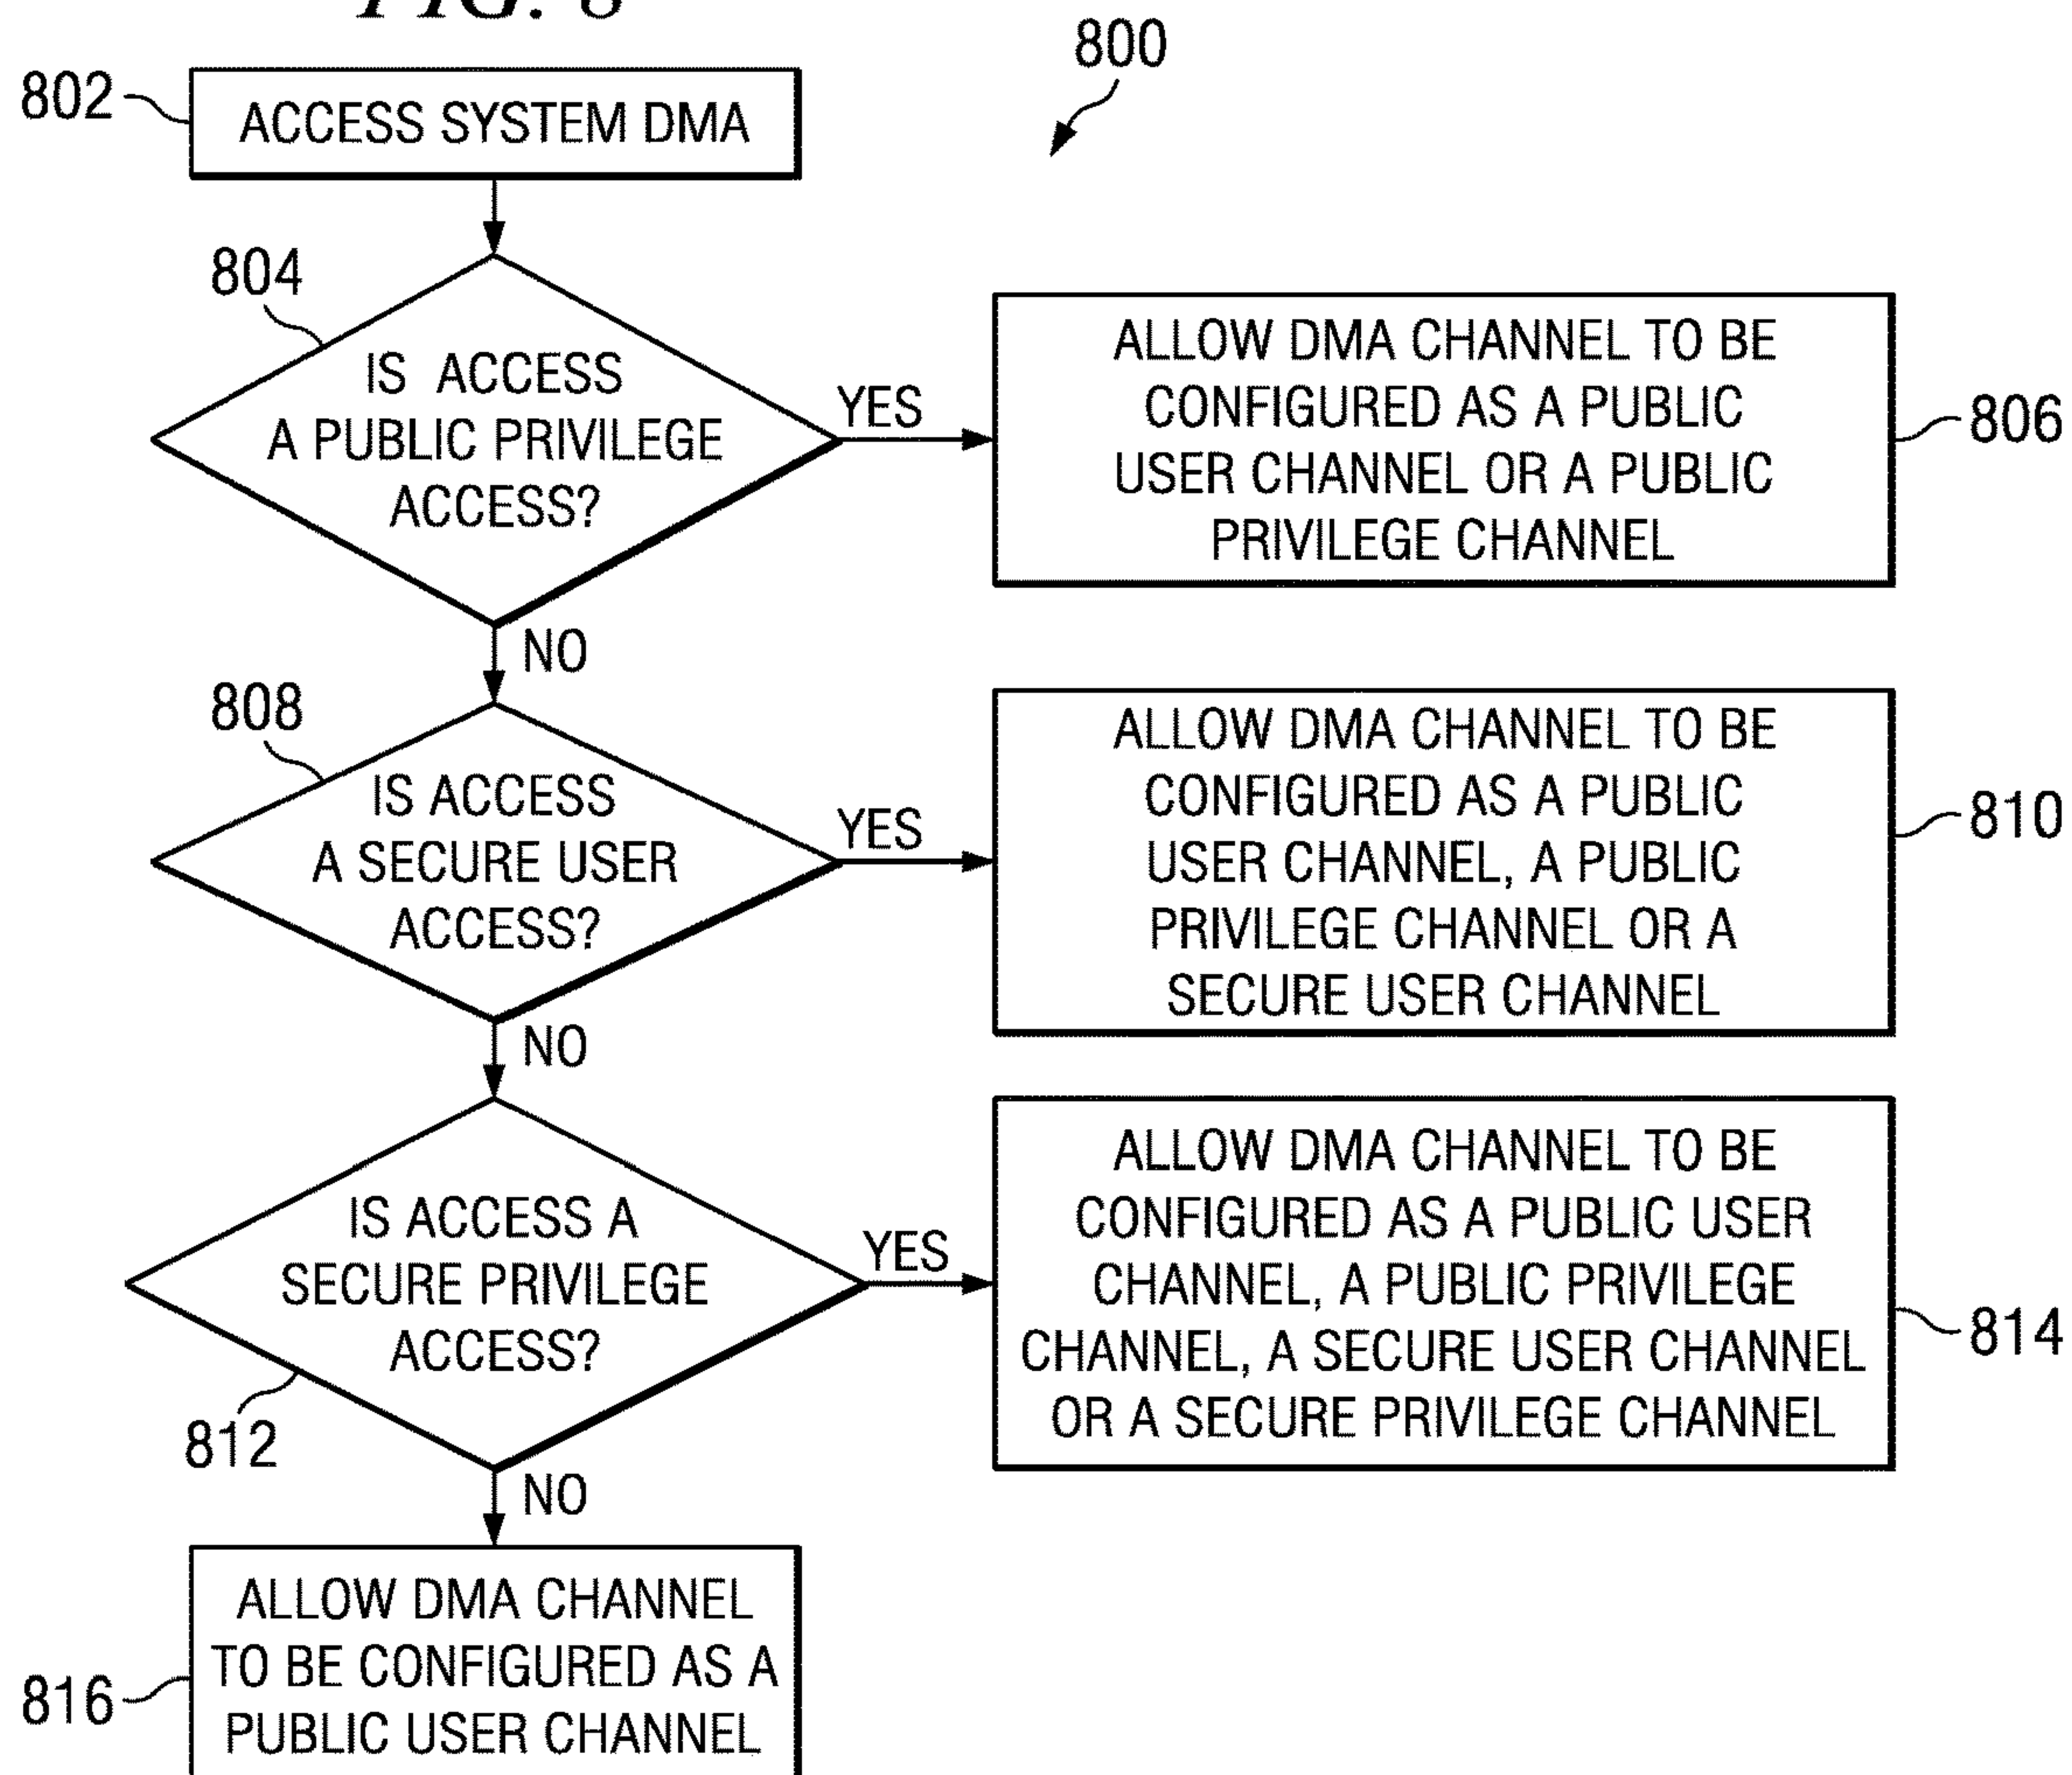 FIG. 8
800
802
ACCESS SYSTEM DMA
804
IS ACCESS
A PUBLIC PRIVILEGE
ACCESS?
YES
ALLOW DMA CHANNEL TO BE
CONFIGURED AS A PUBLIC
USER CHANNEL OR A PUBLIC
PRIVILEGE CHANNEL
806
NO
808
IS ACCESS
A SECURE USER
ACCESS?
YES
ALLOW DMA CHANNEL TO BE
CONFIGURED AS A PUBLIC
USER CHANNEL, A PUBLIC
PRIVILEGE CHANNEL OR A
SECURE USER CHANNEL
810
NO
IS ACCESS A
SECURE PRIVILEGE
ACCESS?
812
YES
ALLOW DMA CHANNEL TO BE
CONFIGURED AS A PUBLIC USER
CHANNEL, A PUBLIC PRIVILEGE
CHANNEL, A SECURE USER CHANNEL
OR A SECURE PRIVILEGE CHANNEL
814
NO
ALLOW DMA CHANNEL
TO BE CONFIGURED AS A
PUBLIC USER CHANNEL
816